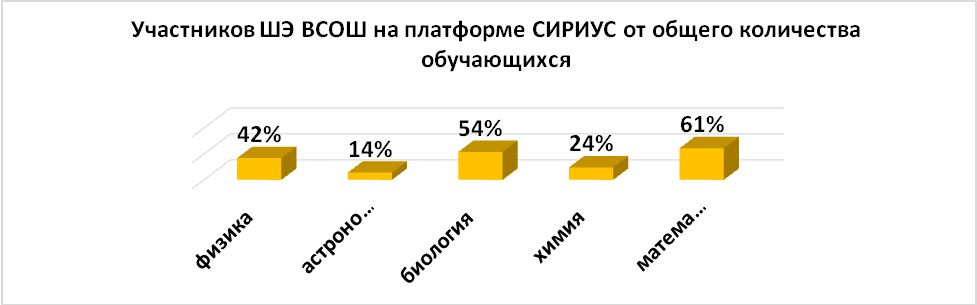 Участников ШЭ ВСОШ на платформе СИРИУС от общего количества
обучающихся
42%
14%
54%
24%
61%
физика
астроно...
биология
химия
матема...